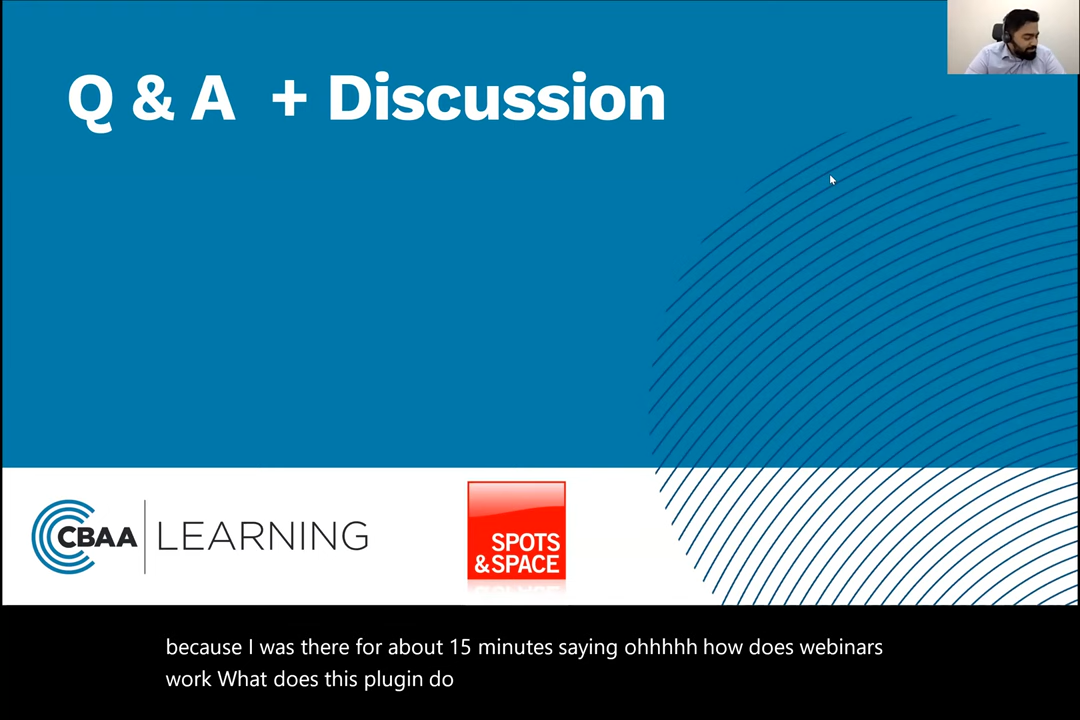 Q & A + Discussion
CBAA LEARNING
SPOTS
&SPACE
because I was there for about 15 minutes saying ohhhhh how does webinars
work What does this plugin do